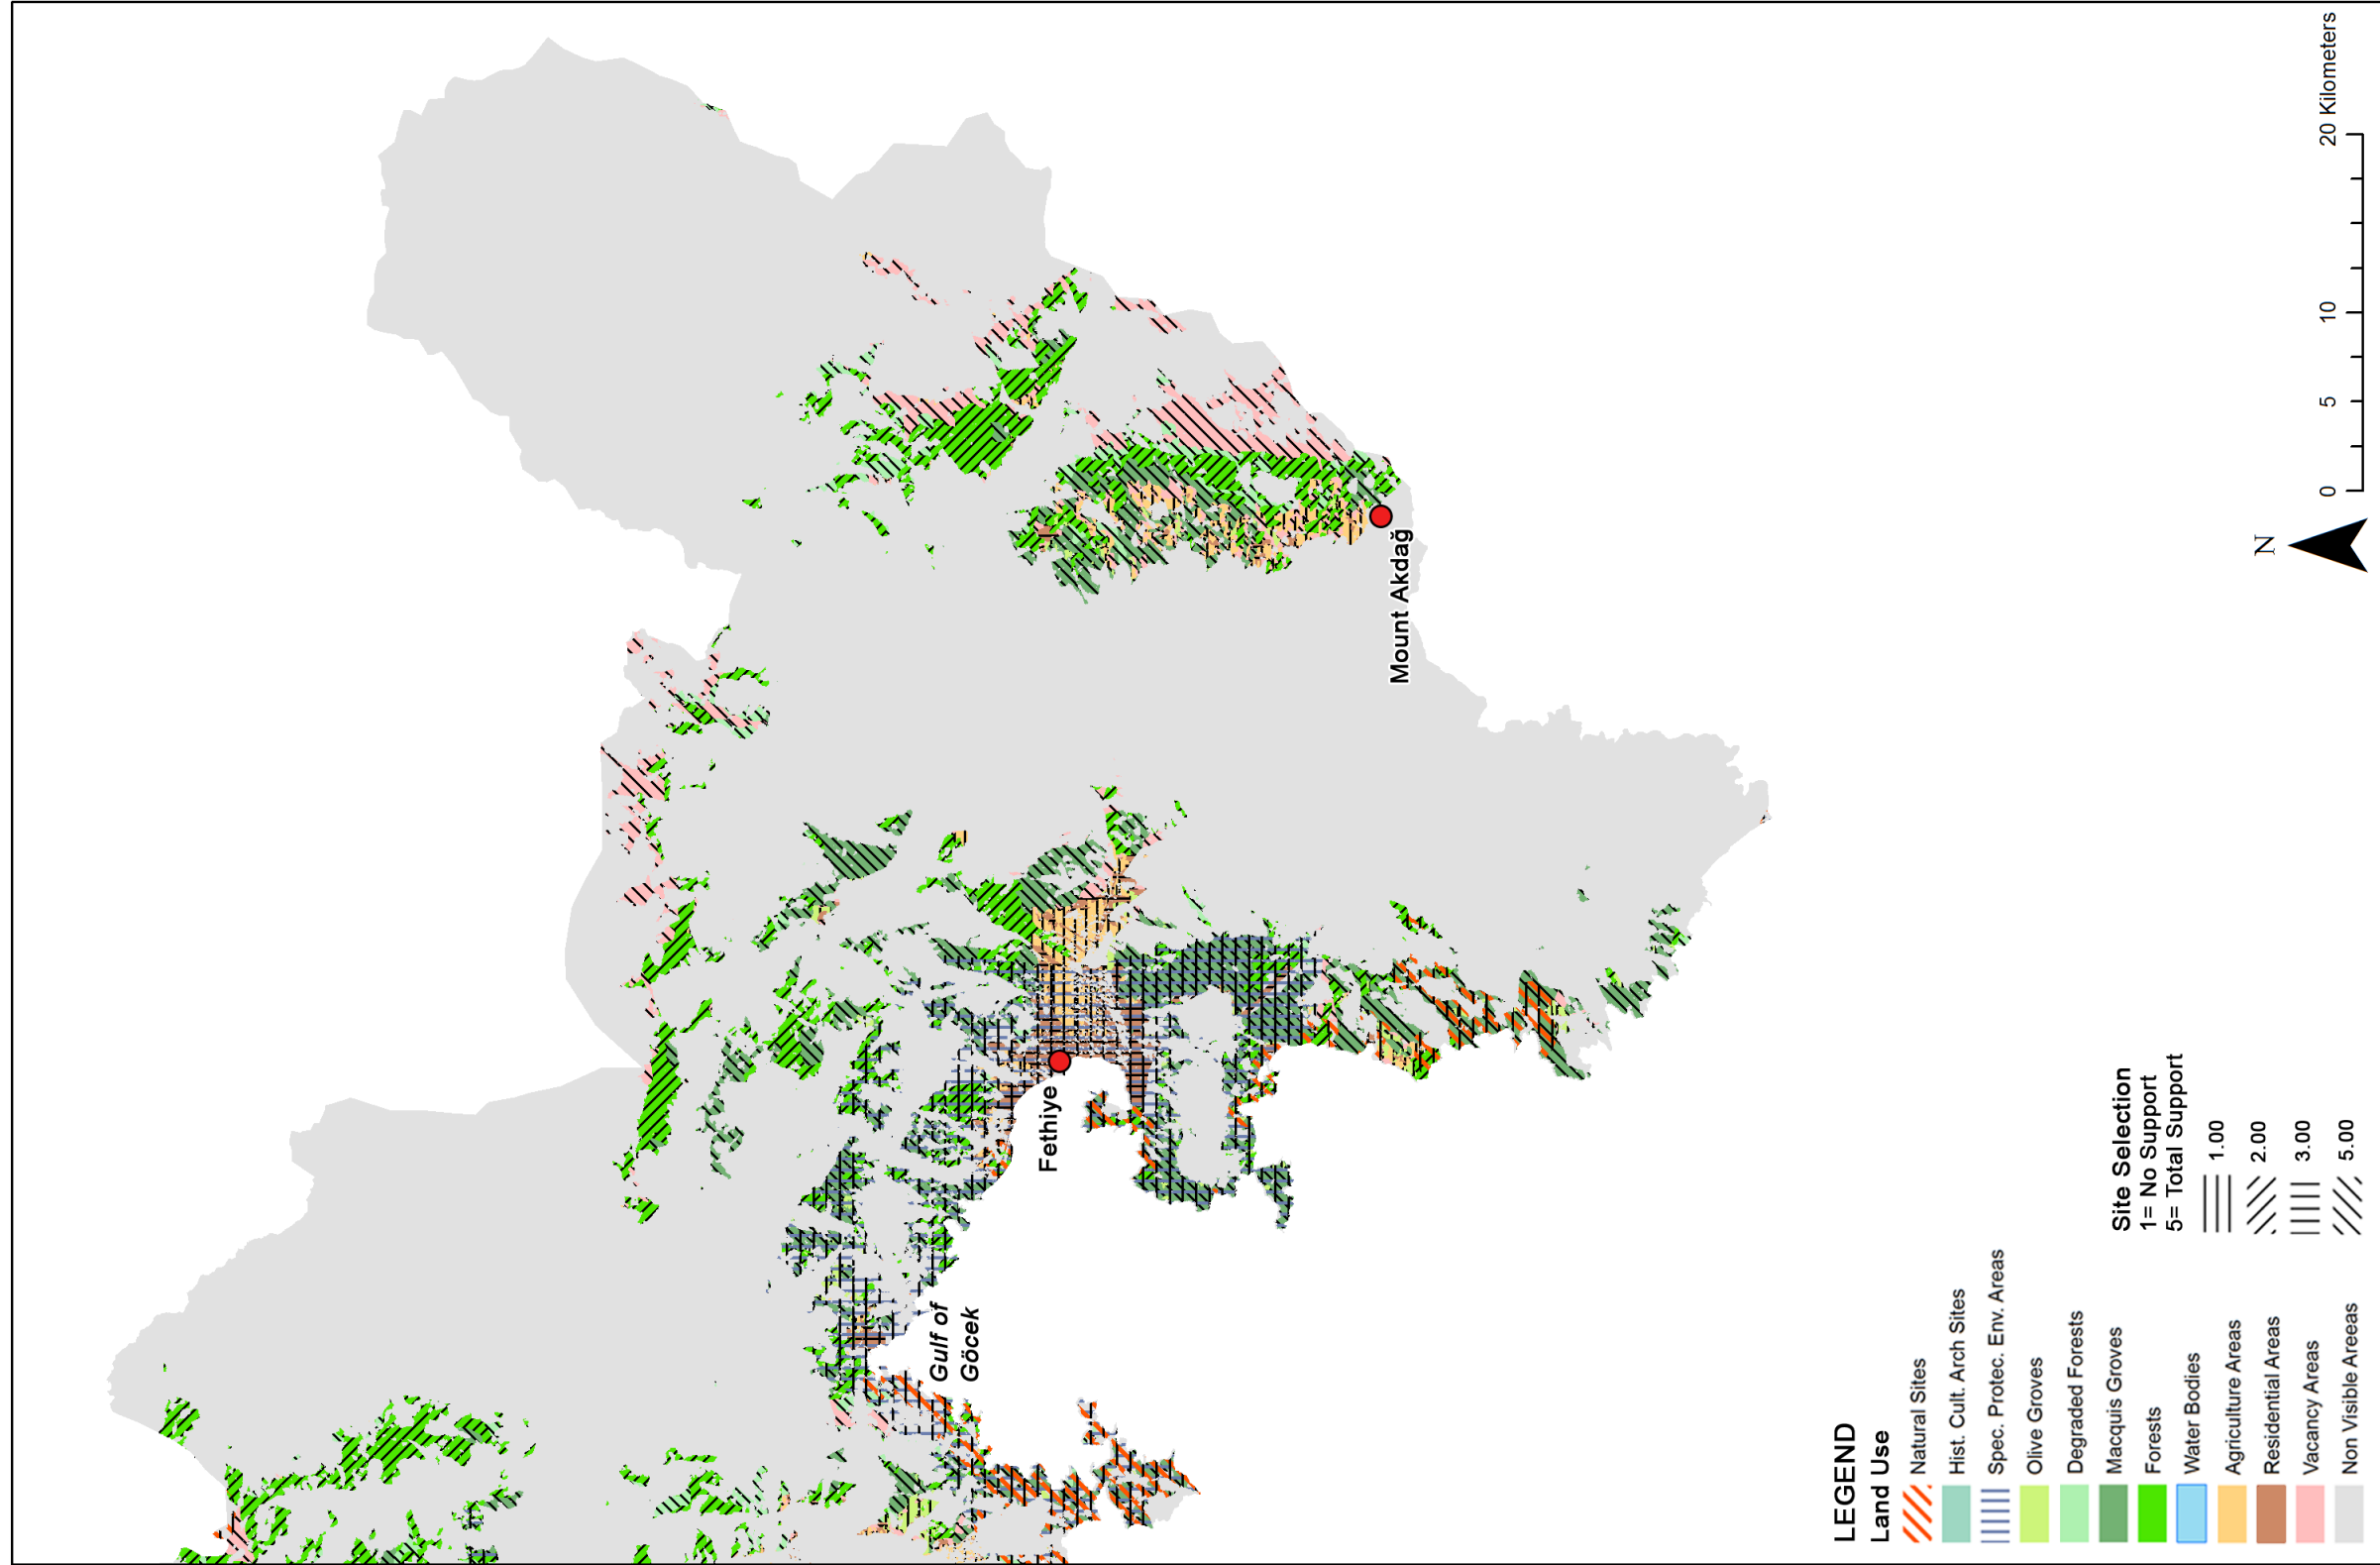 Mount Akdağ
Fethiye
Gulf of
Göcek
LEGEND
Land Use
Natural Sites
Hist. Cult. Arch Sites
Spec. Protec. Env. Areas
Olive Groves
Degraded Forests
Macquis Groves
Forests
Water Bodies
Agriculture Areas
Residential Areas
Vacancy Areas
Non Visible Areeas
Site Selection
1= No Support
5= Total Support
1.00
2.00
3.00
5.00
N
0 5 10 20 Kilometers